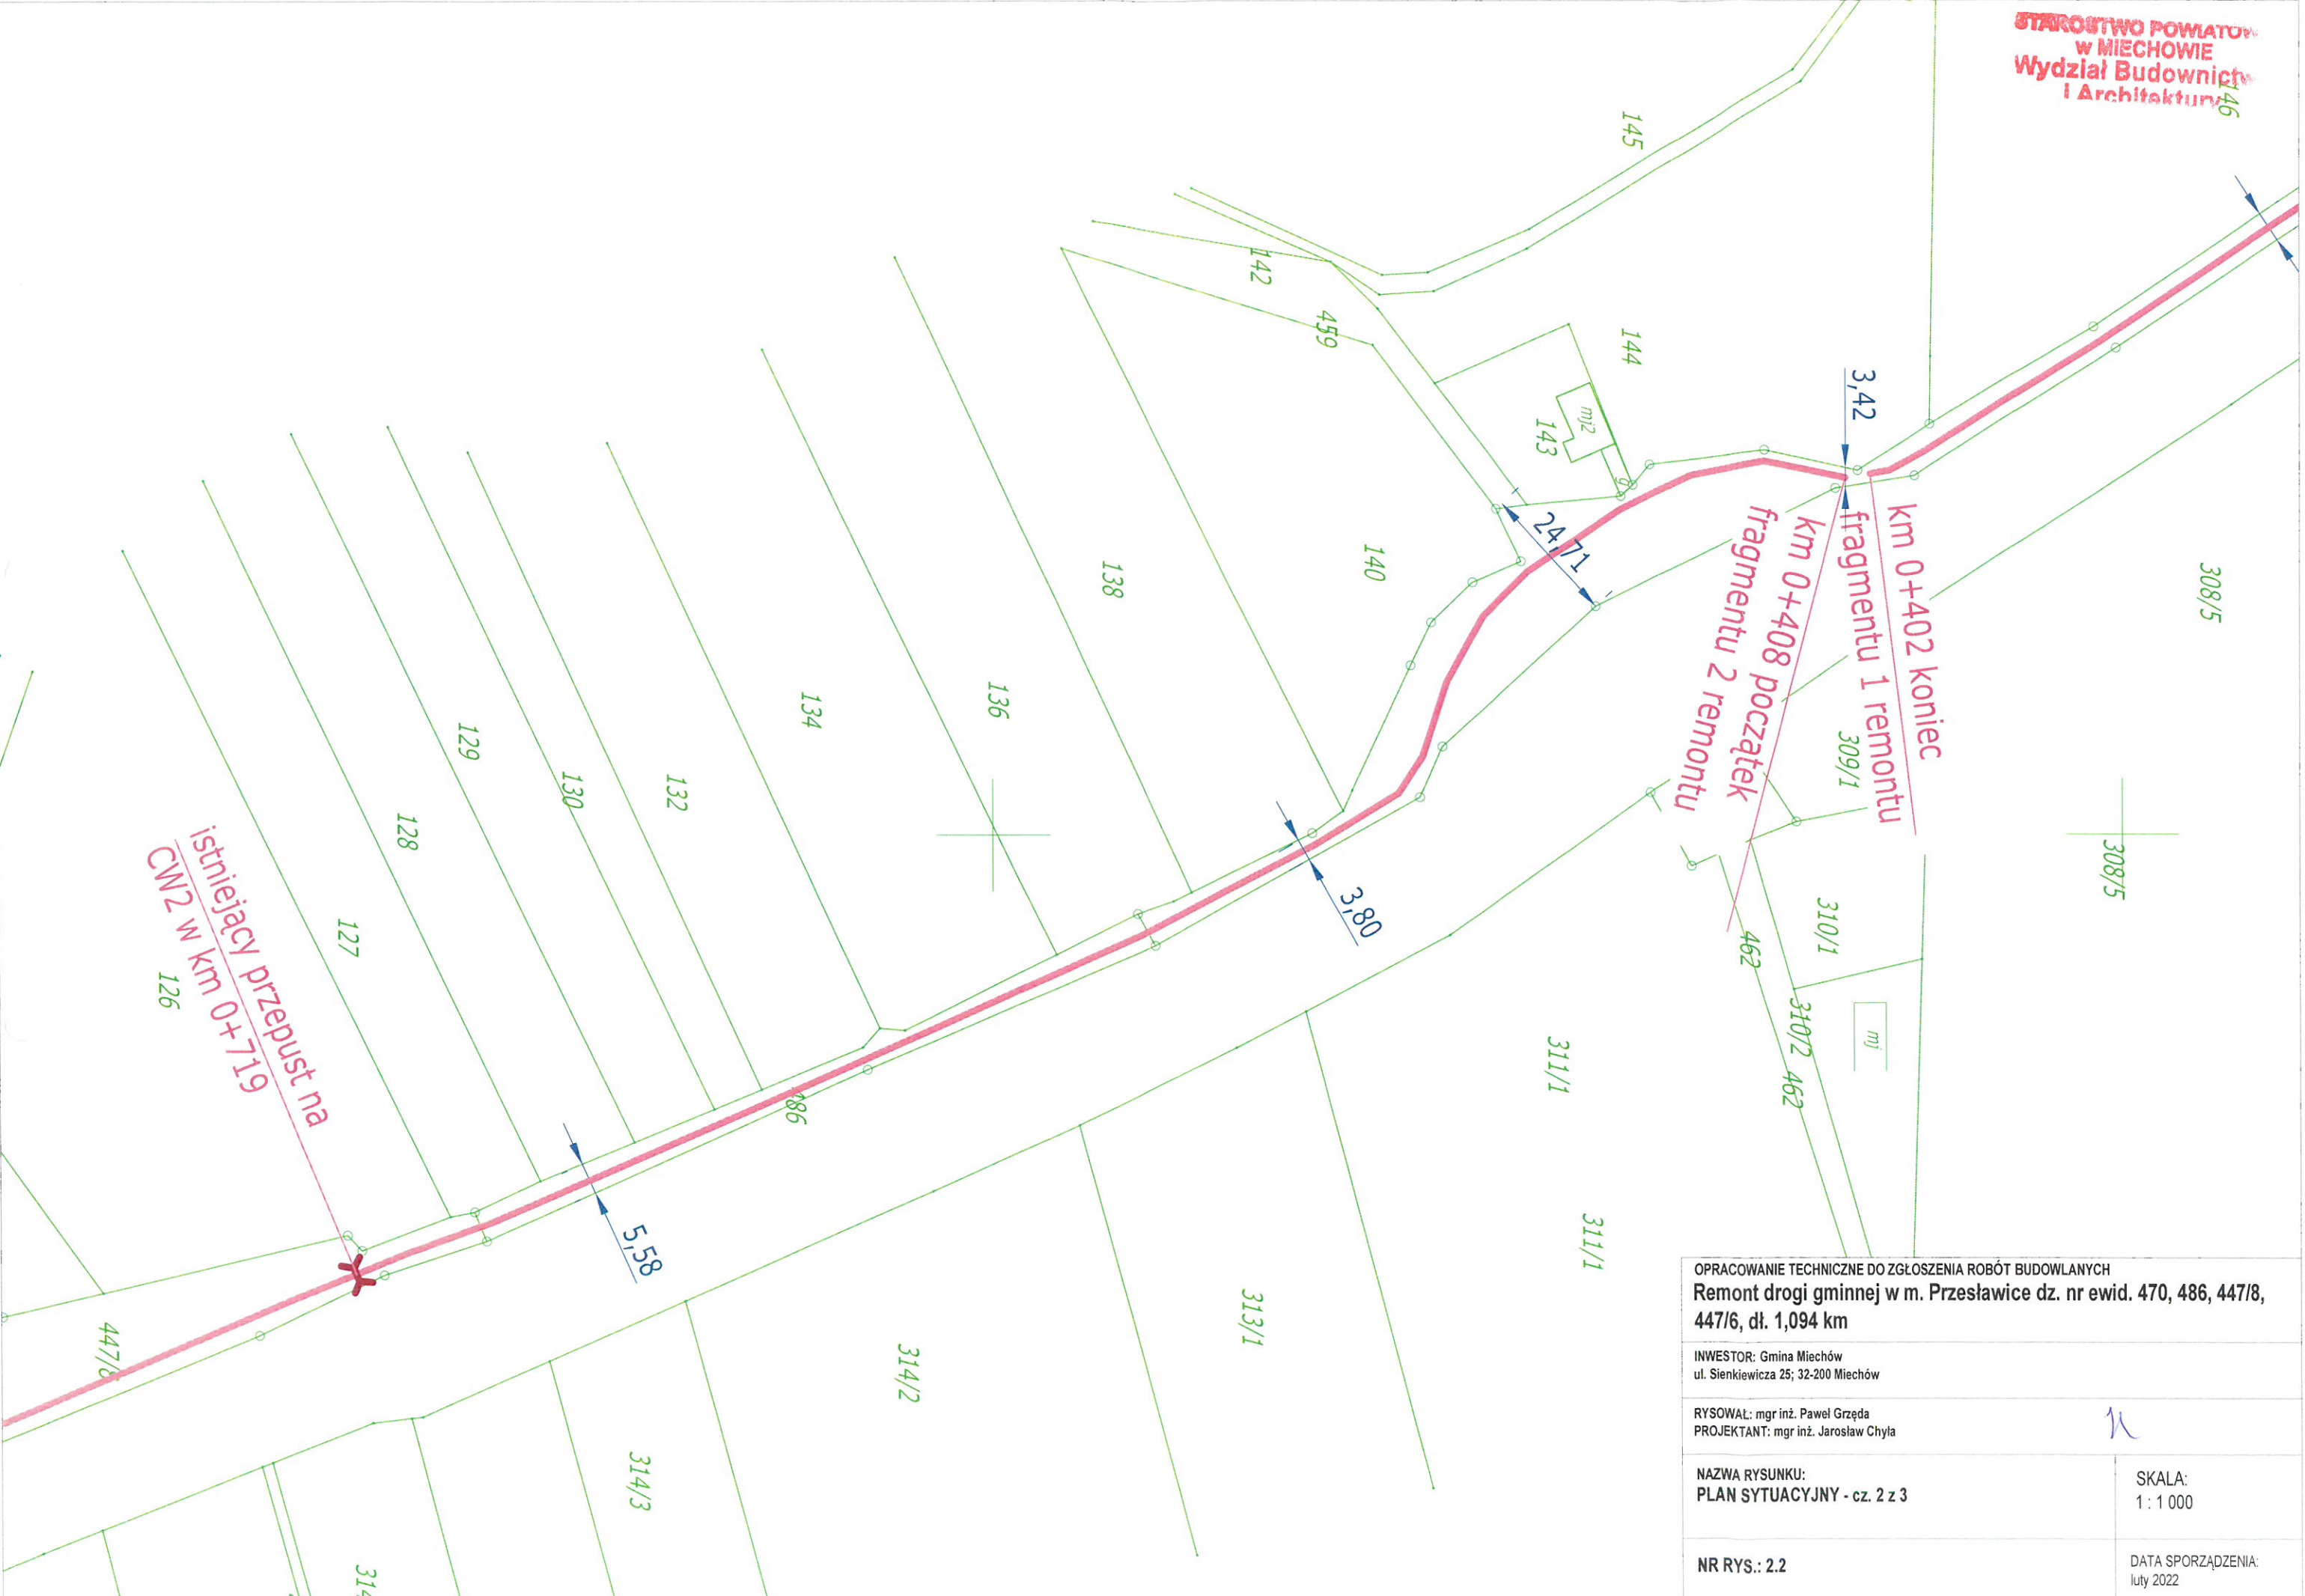 STAROSTWO POWIATOW
w MIECHOWIE
Wydział Budownictw
i Architektury
146
145
142
459
144
3,42
mj2
143
g
24,71
km 0+402 koniec
fragmentu 1 remontu
km 0+408 początek
fragmentu 2 remontu
308/5
140
138
136
134
309/1
129
130
132
128
308/5
3,80
310/1
istniejący przepust na
CW2 w km 0+719
127
126
462
310/2
mj
462
311/1
486
5,58
311/1
313/1
447/8
314/2
314/3
314
OPRACOWANIE TECHNICZNE DO ZGŁOSZENIA ROBÓT BUDOWLANYCH
Remont drogi gminnej w m. Przesławice dz. nr ewid. 470, 486, 447/8,
447/6, dł. 1,094 km
INWESTOR: Gmina Miechów
ul. Sienkiewicza 25; 32-200 Miechów
RYSOWAŁ: mgr inż. Paweł Grzęda
PROJEKTANT: mgr inż. Jarosław Chyla
NAZWA RYSUNKU:
PLAN SYTUACYJNY - cz. 2 z 3
SKALA:
1 : 1 000
NR RYS.: 2.2
DATA SPORZĄDZENIA:
luty 2022